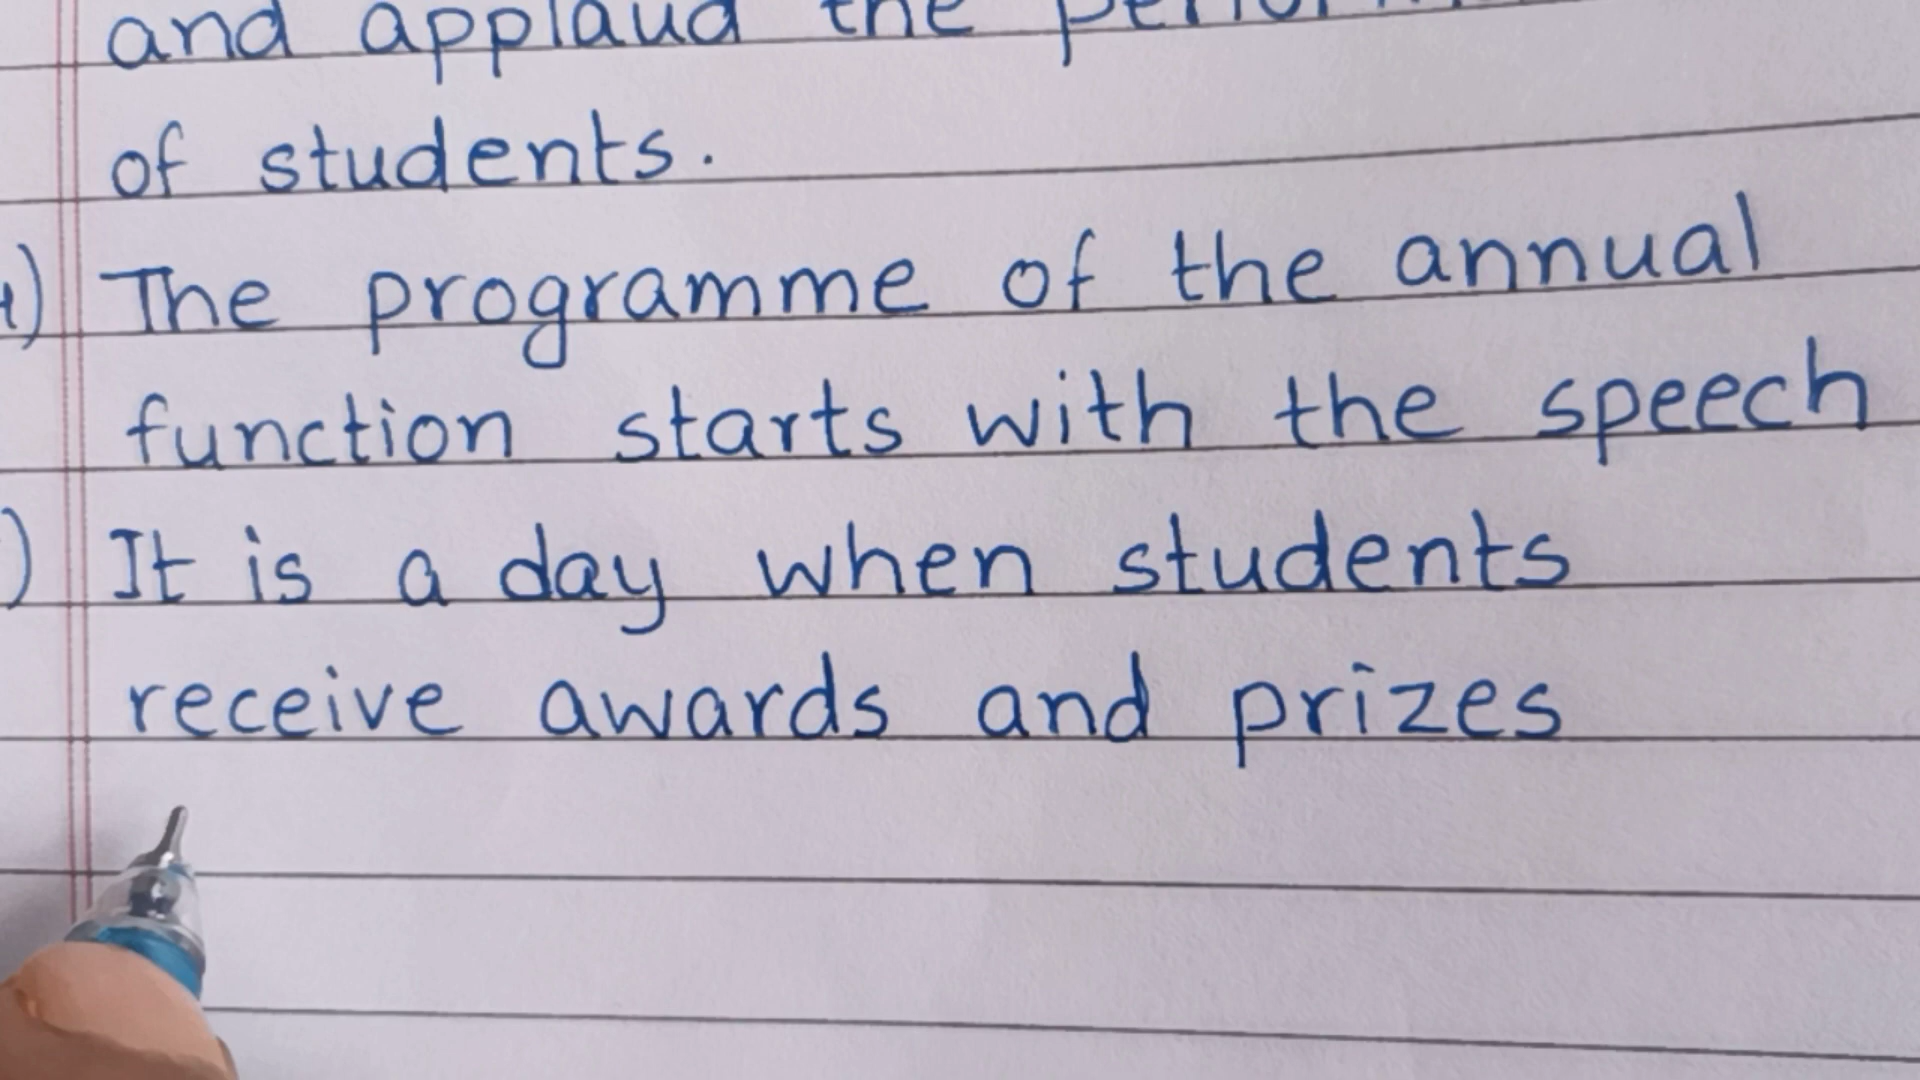 and applaud the
of students.
) The programme of the annual
function starts with the speech
) It is a day when students
receive awards and prizes